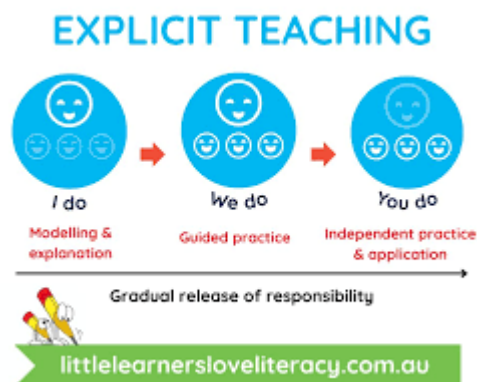 EXPLICIT TEACHING
I do
We do
You do
Modelling &
explanation
Guided practice
Independent practice
& application
Gradual release of responsibility
littlelearnersloveliteracy.com.au